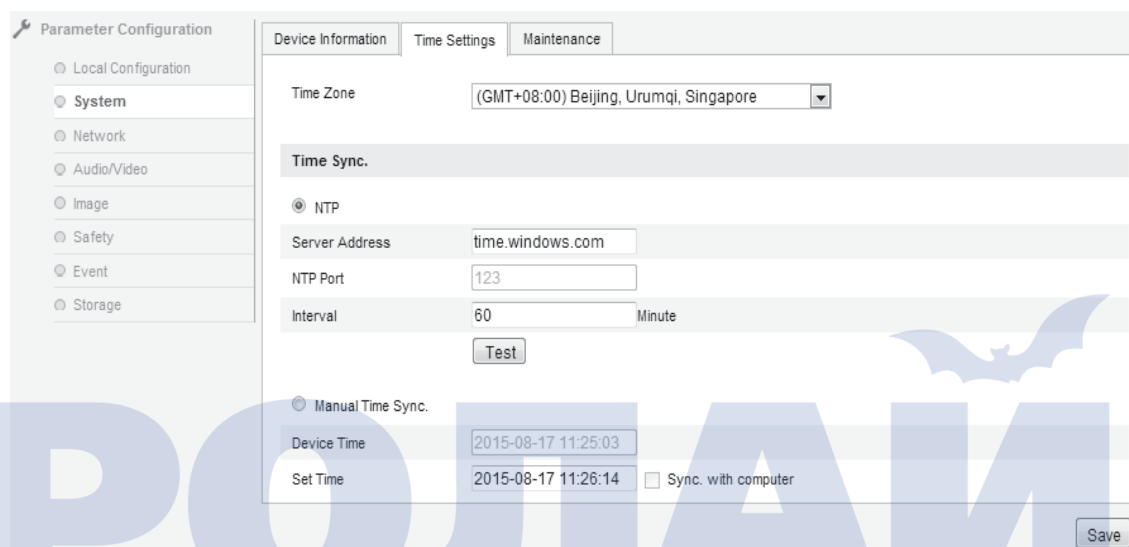 Parameter Configuration
Local Configuration
System
Network
Audio/Video
Image
Safety
Event
Storage
Device Information
Time Settings
Maintenance
Time Zone
(GMT+08:00) Beijing, Urumqi, Singapore
Time Sync.
NTP
Server Address
time.windows.com
NTP Port
123
Interval
60
Minute
Test
Manual Time Sync.
Device Time
2015-08-17 11:25:03
Set Time
2015-08-17 11:26:14
Sync. with computer
Save
РОЛАЙ